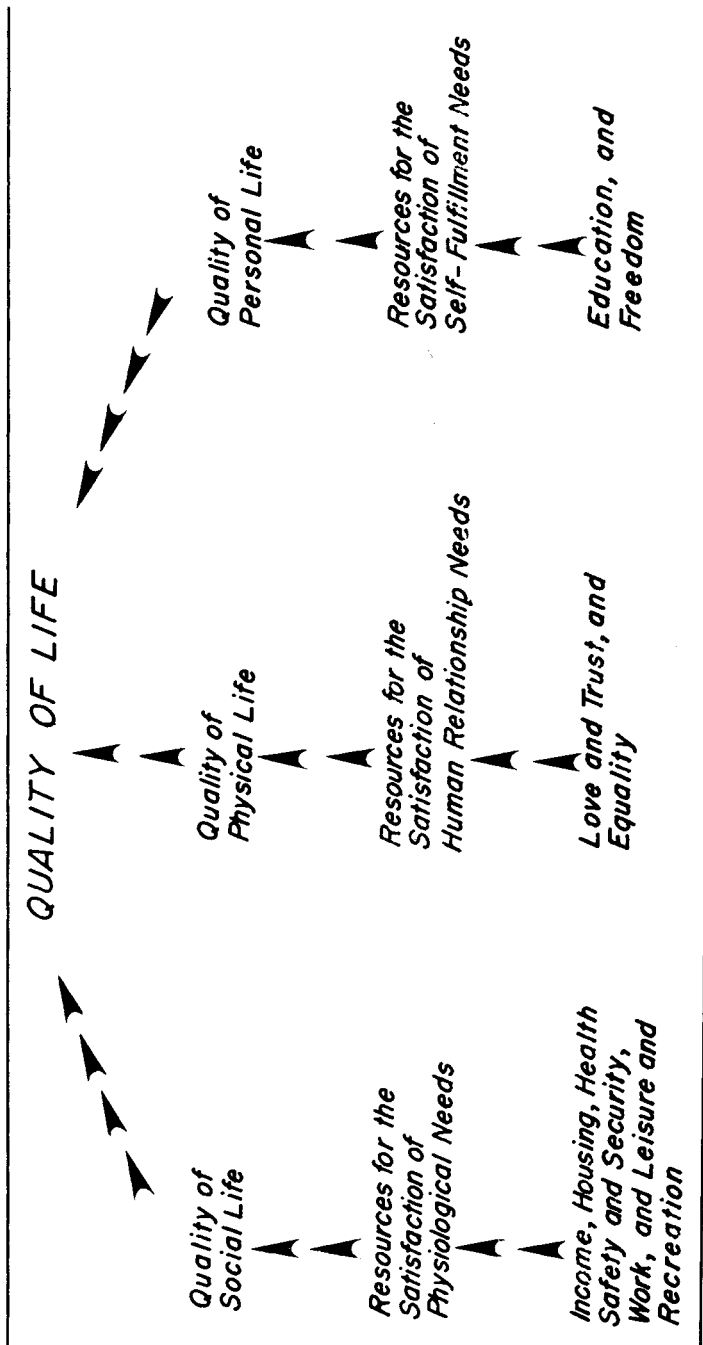 QUALITY OF LIFE
Quality of
Social Life
Quality of
Physical Life
Quality of
Personal Life
Resources for the
Satisfaction of
Physiological Needs
Resources for the
Satisfaction of
Human Relationship Needs
Resources for the
Satisfaction of
Self-Fulfillment Needs
Income, Housing, Health
Safety and Security,
Work, and Leisure and
Recreation
Love and Trust, and
Equality
Education, and
Freedom